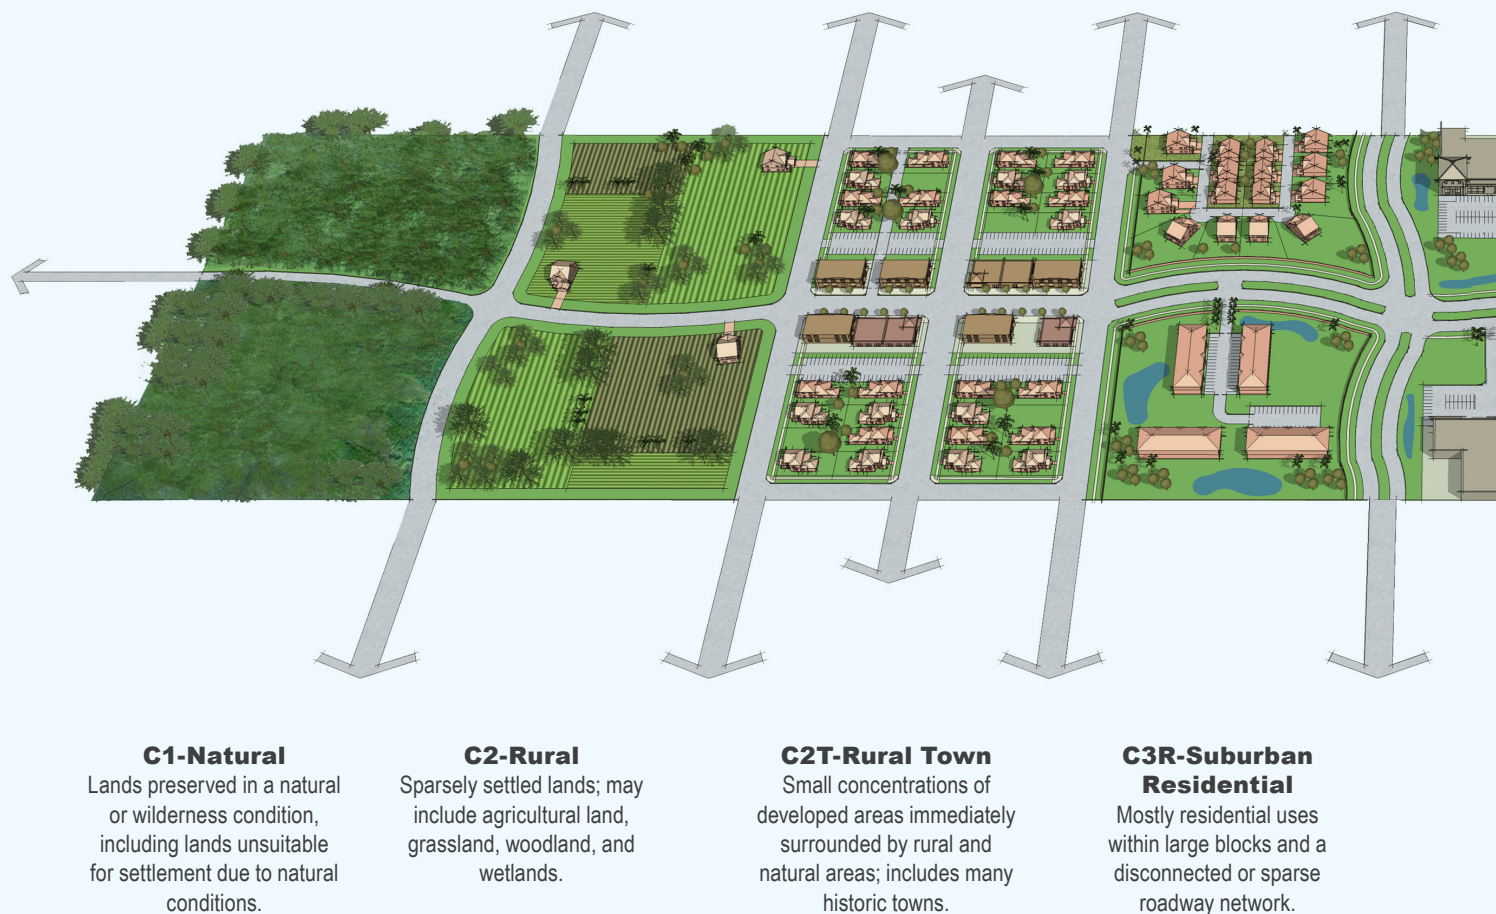 C1-Natural
Lands preserved in a natural
or wilderness condition,
including lands unsuitable
for settlement due to natural
conditions.
C2-Rural
Sparsely settled lands; may
include agricultural land,
grassland, woodland, and
wetlands.
C2T-Rural Town
Small concentrations of
developed areas immediately
surrounded by rural and
natural areas; includes many
historic towns.
C3R-Suburban
Residential
Mostly residential uses
within large blocks and a
disconnected or sparse
roadway network.